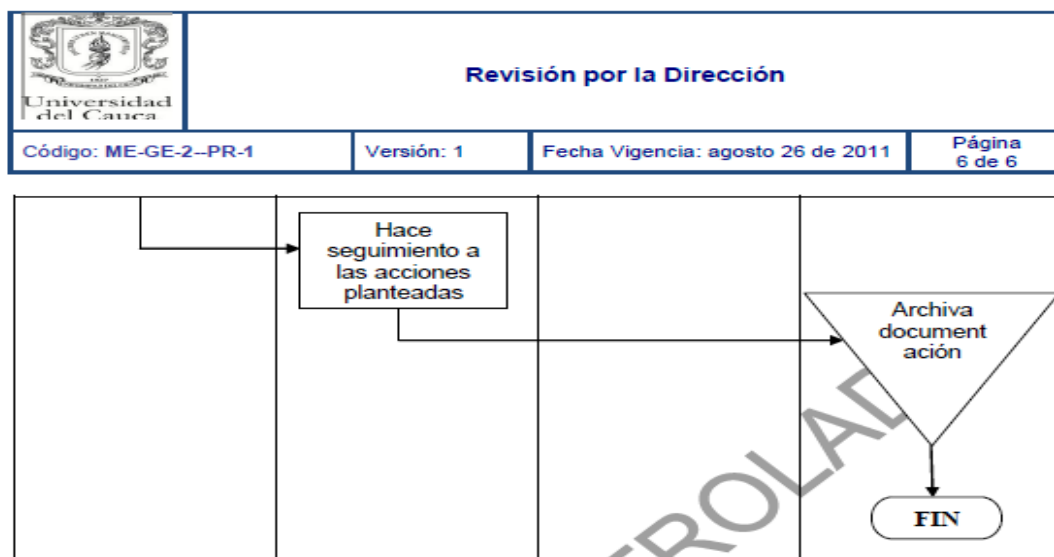 Universidad
del Cauca
Revisión por la Dirección
Código: ME-GE-2--PR-1
Versión: 1
Fecha Vigencia: agosto 26 de 2011
Página
6 de 6
Hace
seguimiento a
las acciones
planteadas
Archiva
document
ación
FIN